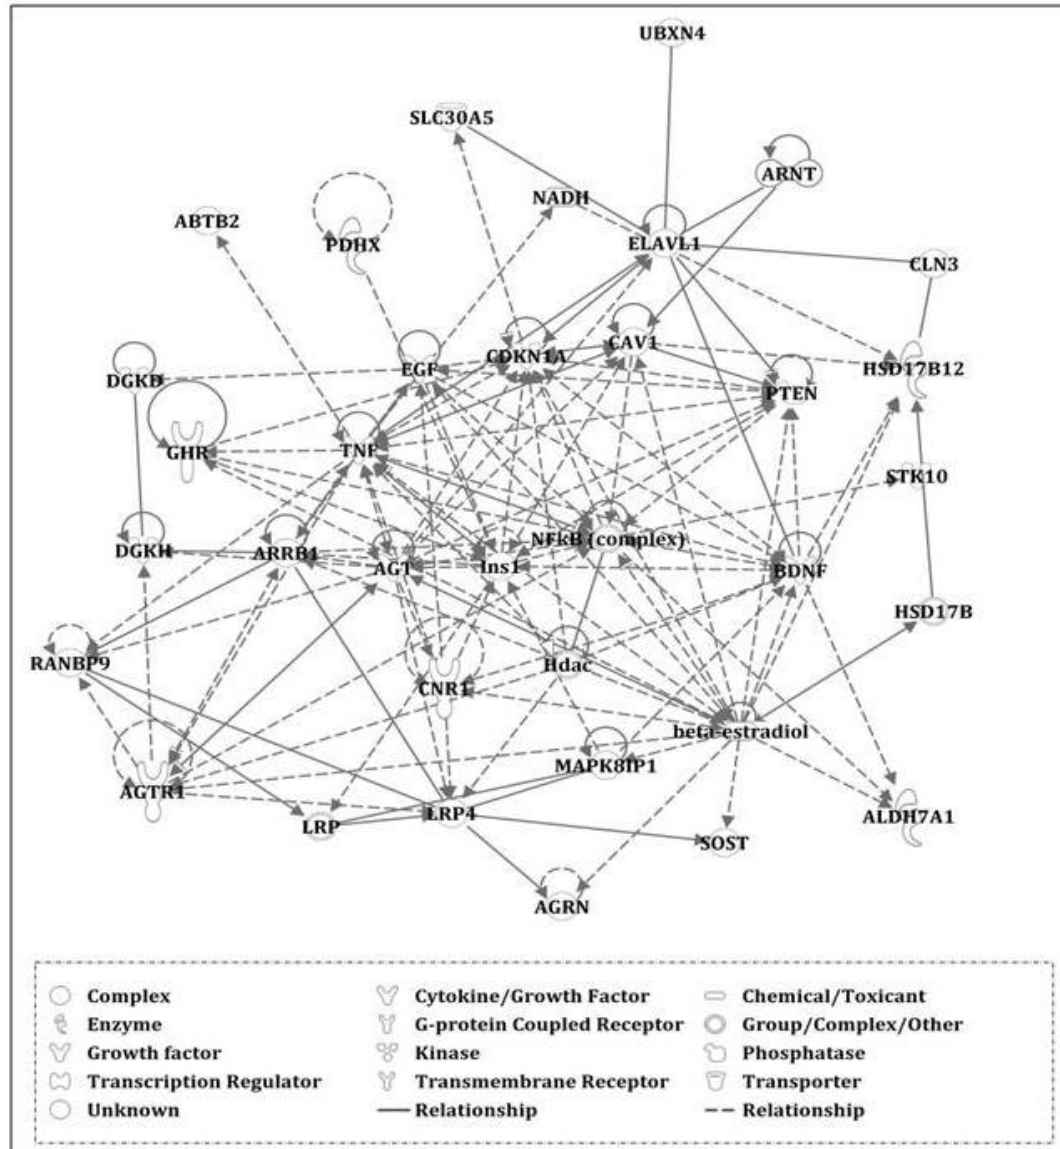 UBXN4
SLC30A5
ARNT
NADH
ABTB2
PDHX
ELAVL1
CLN3
CAV1
CDKN1A
EGF
HSD17B12
DGKD
PTEN
GHR
TNF
STK10
NFkB (complex)
DGKH
ARRB1
AGT
Ins1
BDNF
HSD17B
RANBP9
Hdac
CNR1
beta-estradiol
MAPK8IP1
AGTR1
LRP4
ALDH7A1
LRP
SOST
AGRN
Complex
Cytokine/Growth Factor
Chemical/Toxicant
Enzyme
G-protein Coupled Receptor
Group/Complex/Other
Growth factor
Kinase
Phosphatase
Transcription Regulator
Transmembrane Receptor
Transporter
Unknown
Relationship
Relationship